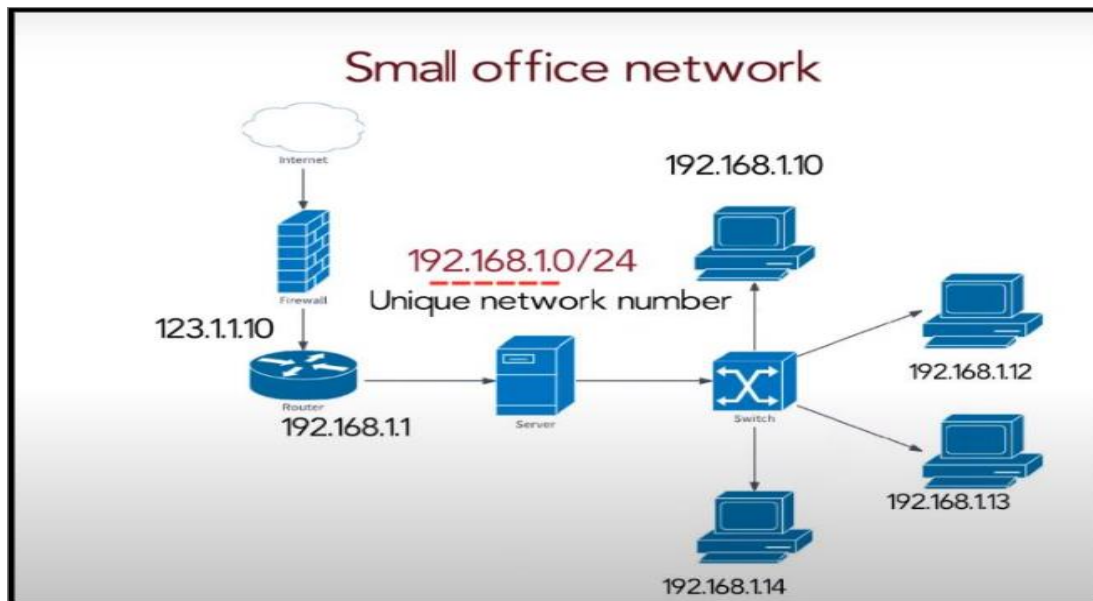 Small office network
Internet
192.168.1.10
192.168.1.0/24
Firewall
Unique network number
123.1.1.10
192.168.1.12
Router
Server
Switch
192.168.1.1
192.168.1.13
192.168.1.14